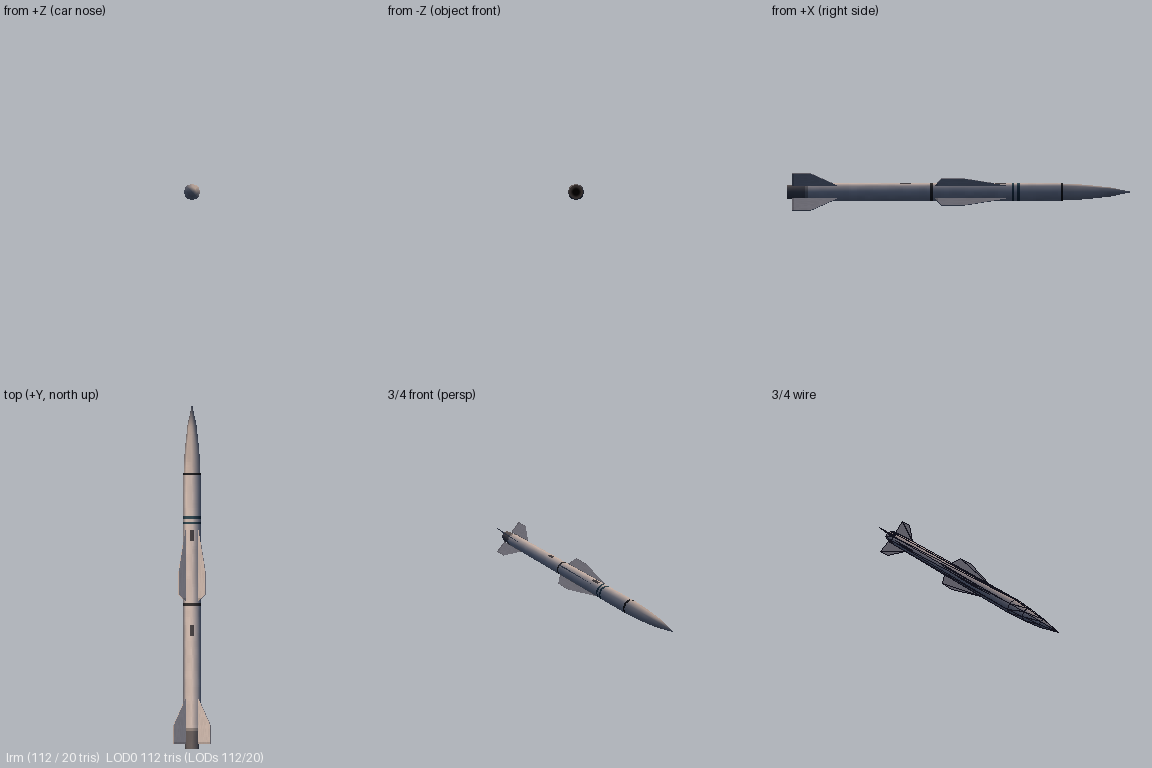 from +Z (car nose)
from -Z (object front)
from +X (right side)
top (+Y, north up)
3/4 front (persp)
3/4 wire
lrm (112 / 20 tris)  LOD0 112 tris (LODs 112/20)